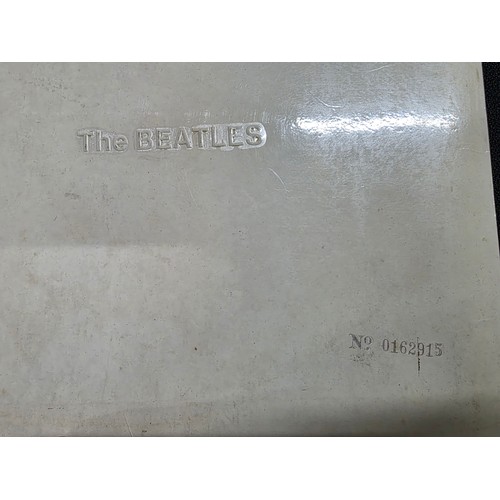 The BEATLES
Nº 0162915